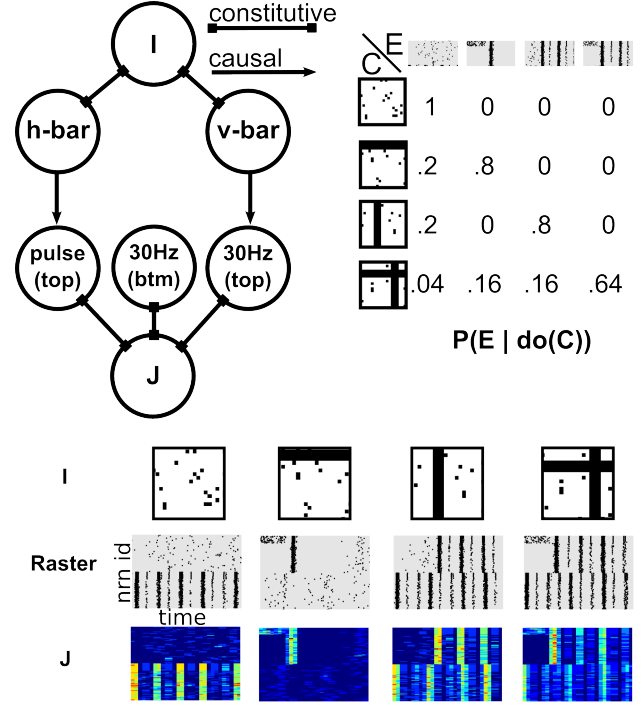 I
constitutive
causal
h-bar
v-bar
pulse
(top)
30Hz
(btm)
30Hz
(top)
J
C
E
1 0 0 0
.2 .8 0 0
.2 0 .8 0
.04 .16 .16 .64
P(E | do(C))
I
Raster
nrn id
time
J